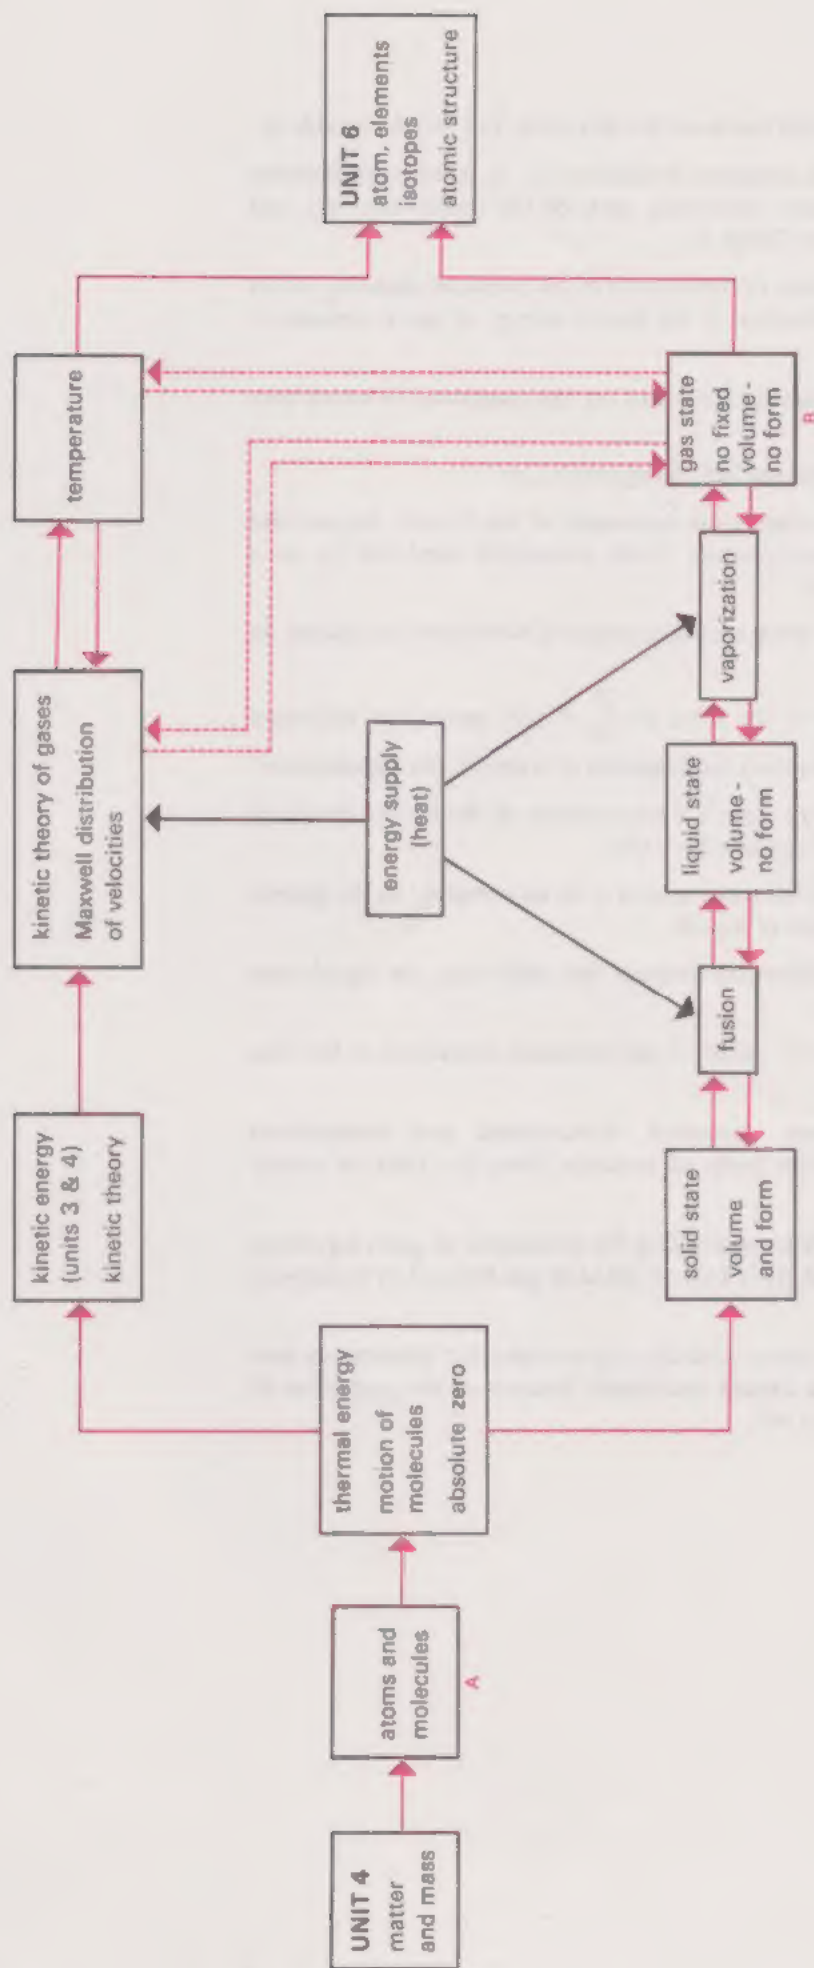 UNIT 4
matter
and mass
atoms and
molecules
A
thermal energy
motion of
molecules
absolute zero
kinetic energy
(units 3 & 4)
kinetic theory
kinetic theory of gases
Maxwell distribution
of velocities
temperature
energy supply
(heat)
solid state
volume
and form
fusion
liquid state
volume-
no form
vaporization
gas state
no fixed
volume-
no form
B
UNIT 6
atom, elements
isotopes
atomic structure